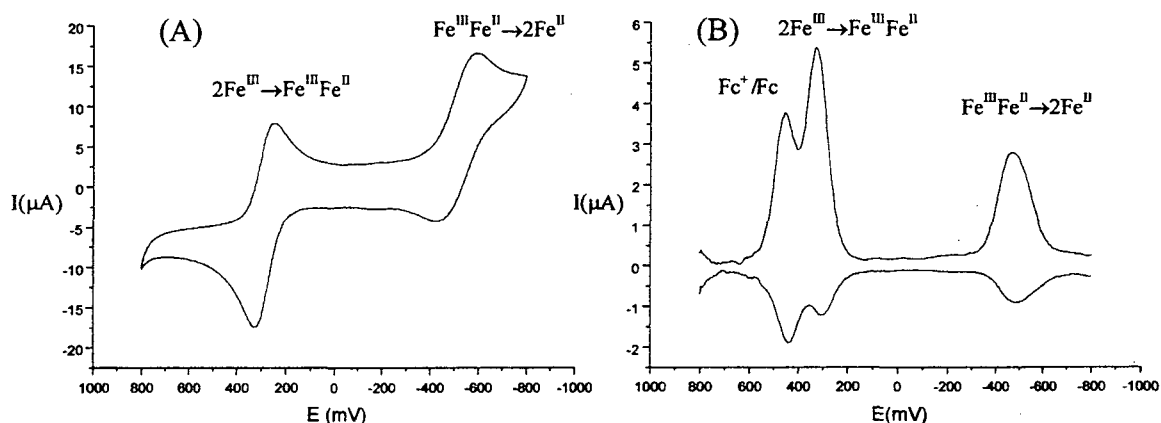 (A)
Fe^III Fe^II → 2Fe^II
2Fe^III → Fe^III Fe^II
I(μA)
20
15
10
5
0
-5
-10
-15
-20
1000 800 600 400 200 0 -200 -400 -600 -800 -1000
E (mV)
(B)
2Fe^III → Fe^III Fe^II
Fc^+/Fc
Fe^III Fe^II → 2Fe^II
I(μA)
6
5
4
3
2
1
0
-1
-2
1000 800 600 400 200 0 -200 -400 -600 -800 -1000
E(mV)